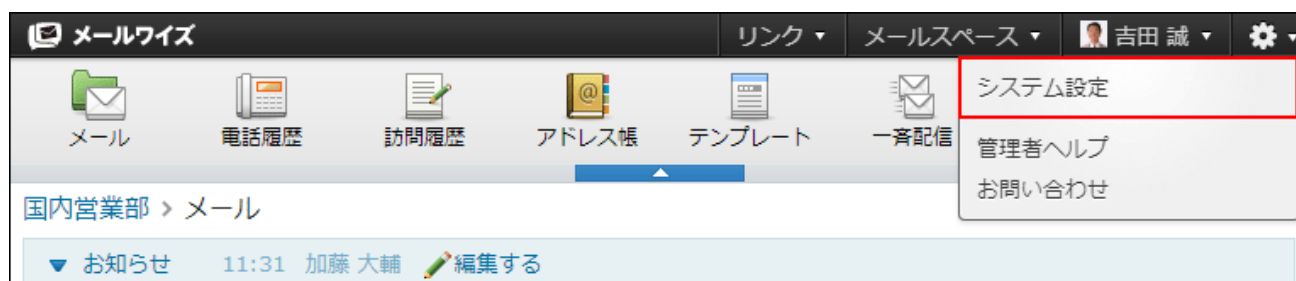 メールワイズ
リンク ▼ メールスペース ▼ 吉田 誠 ▼
メール 電話履歴 訪問履歴 アドレス帳 テンプレート 一斉配信
システム設定
管理者ヘルプ
お問い合わせ
国内営業部 > メール
▼ お知らせ 11:31 加藤 大輔 編集する